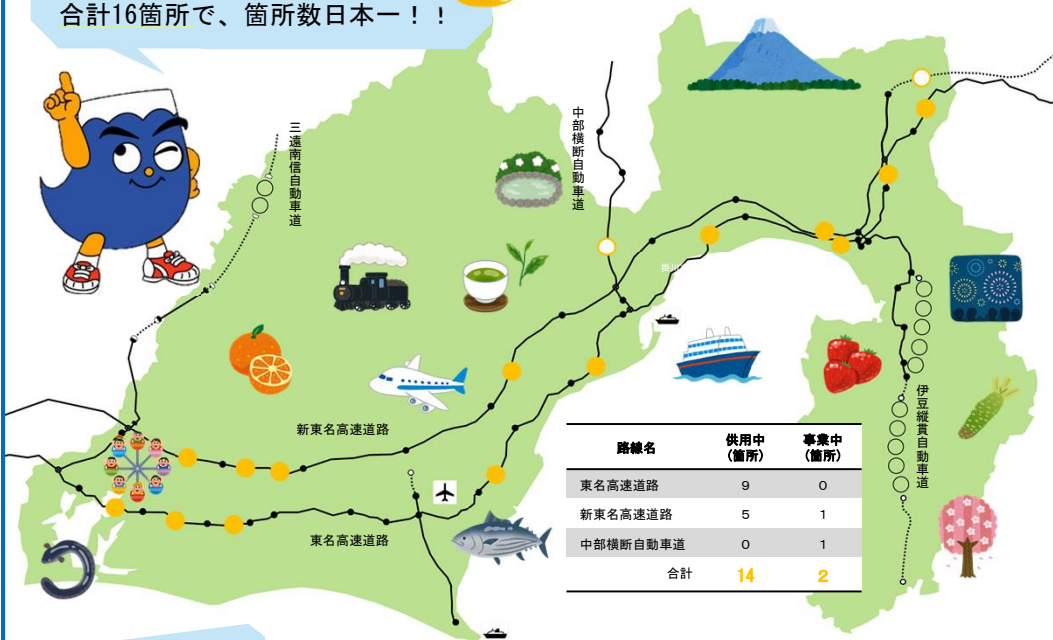 合計16箇所で、箇所数日本一！！
三遠南信自動車道
中部横断自動車道
掛川
新東名高速道路
東名高速道路
伊豆縦貫自動車道
路線名 供用中(箇所) 事業中(箇所)
東名高速道路 9 0
新東名高速道路 5 1
中部横断自動車道 0 1
合計 14 2